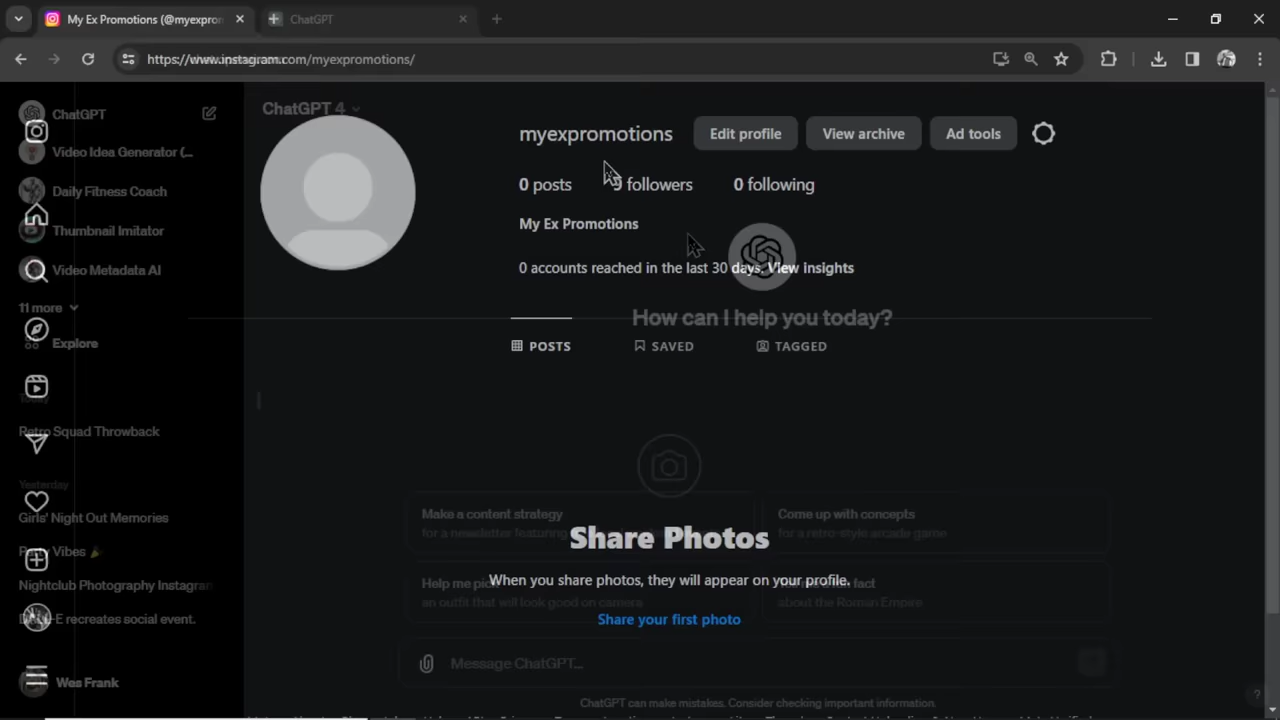 My Ex Promotions (@myexpron
ChatGPT
https://www.instagram.com/myexpromotions/
ChatGPT
ChatGPT 4
Video Idea Generator (...
Daily Fitness Coach
Thumbnail Imitator
Video Metadata AI
11 more
Explore
Today
Retro Squad Throwback
Yesterday
Girls' Night Out Memories
Party Vibes 🎉
Nightclub Photography Instagran
recreates social event.
Wes Frank
myexpromotions
Edit profile
View archive
Ad tools
0 posts
followers
0 following
My Ex Promotions
0 accounts reached in the last 30 days. View Insights
How can I help you today?
POSTS
SAVED
TAGGED
Make a content strategy
for a newsletter featuring
Come up with concepts
for a retro-style arcade game
Share Photos
Help me pick
an outfit that will look good on camera
fact
about the Roman Empire
When you share photos, they will appear on your profile.
Share your first photo
Message ChatGPT...
ChatGPT can make mistakes. Consider checking important information.
?